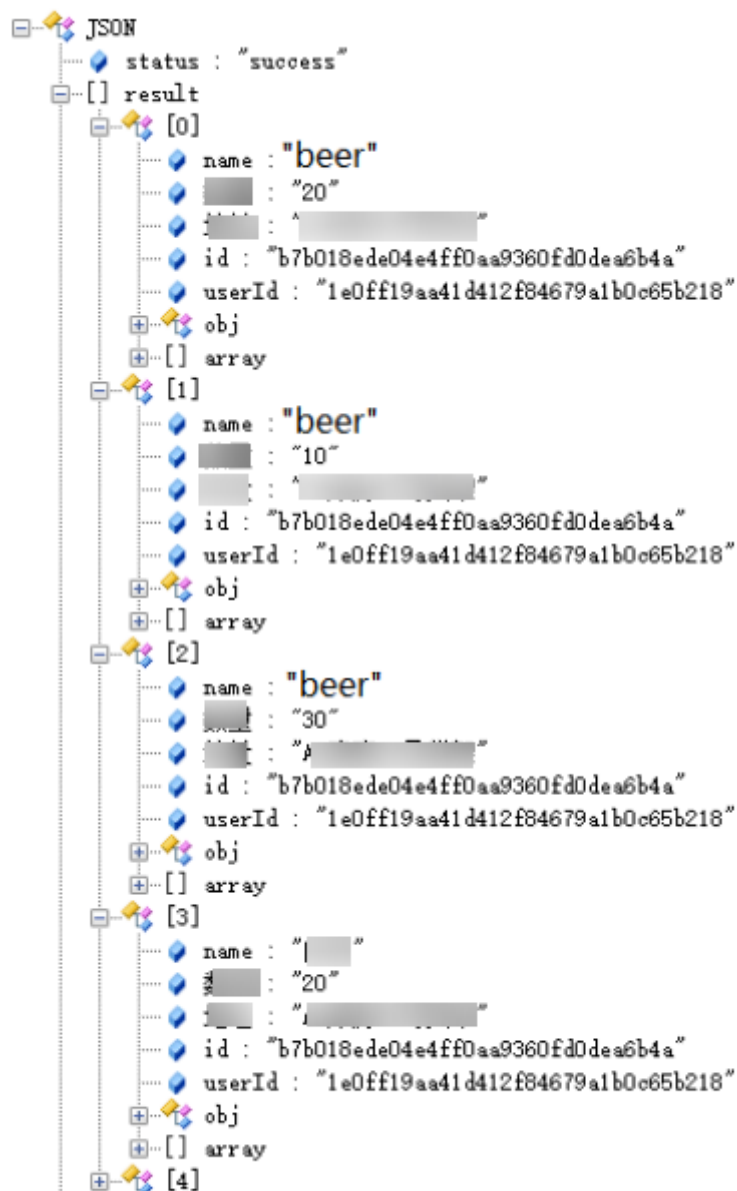 JSON
status : "success"
[] result
[0]
name : "beer"
: "20"
: " "
id : "b7b018ede04e4ff0aa9360fd0dea6b4a"
userId : "1e0ff19aa41d412f84679a1b0c65b218"
obj
[] array
[1]
name : "beer"
: "10"
: " "
id : "b7b018ede04e4ff0aa9360fd0dea6b4a"
userId : "1e0ff19aa41d412f84679a1b0c65b218"
obj
[] array
[2]
name : "beer"
: "30"
: "A "
id : "b7b018ede04e4ff0aa9360fd0dea6b4a"
userId : "1e0ff19aa41d412f84679a1b0c65b218"
obj
[] array
[3]
name : " "
: "20"
: " "
id : "b7b018ede04e4ff0aa9360fd0dea6b4a"
userId : "1e0ff19aa41d412f84679a1b0c65b218"
obj
[] array
[4]